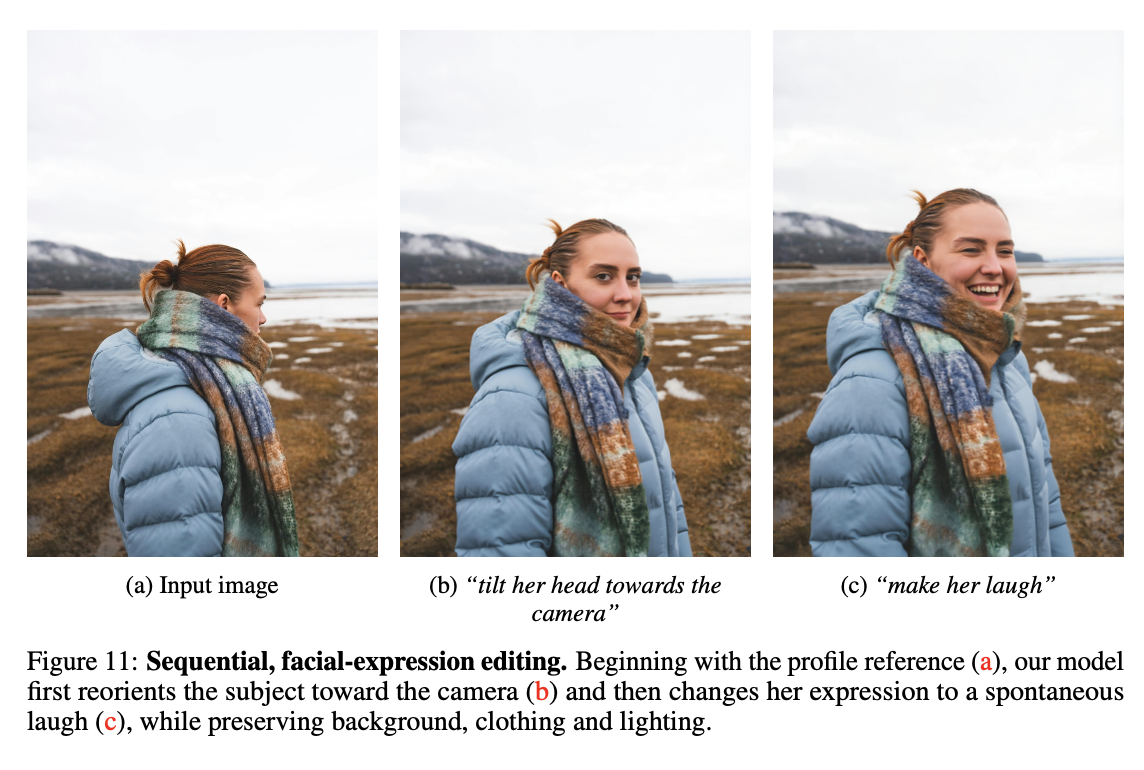 (a) Input image
(b) “tilt her head towards the
camera”
(c) “make her laugh”
Figure 11: Sequential, facial-expression editing. Beginning with the profile reference (a), our model
first reorients the subject toward the camera (b) and then changes her expression to a spontaneous
laugh (c), while preserving background, clothing and lighting.